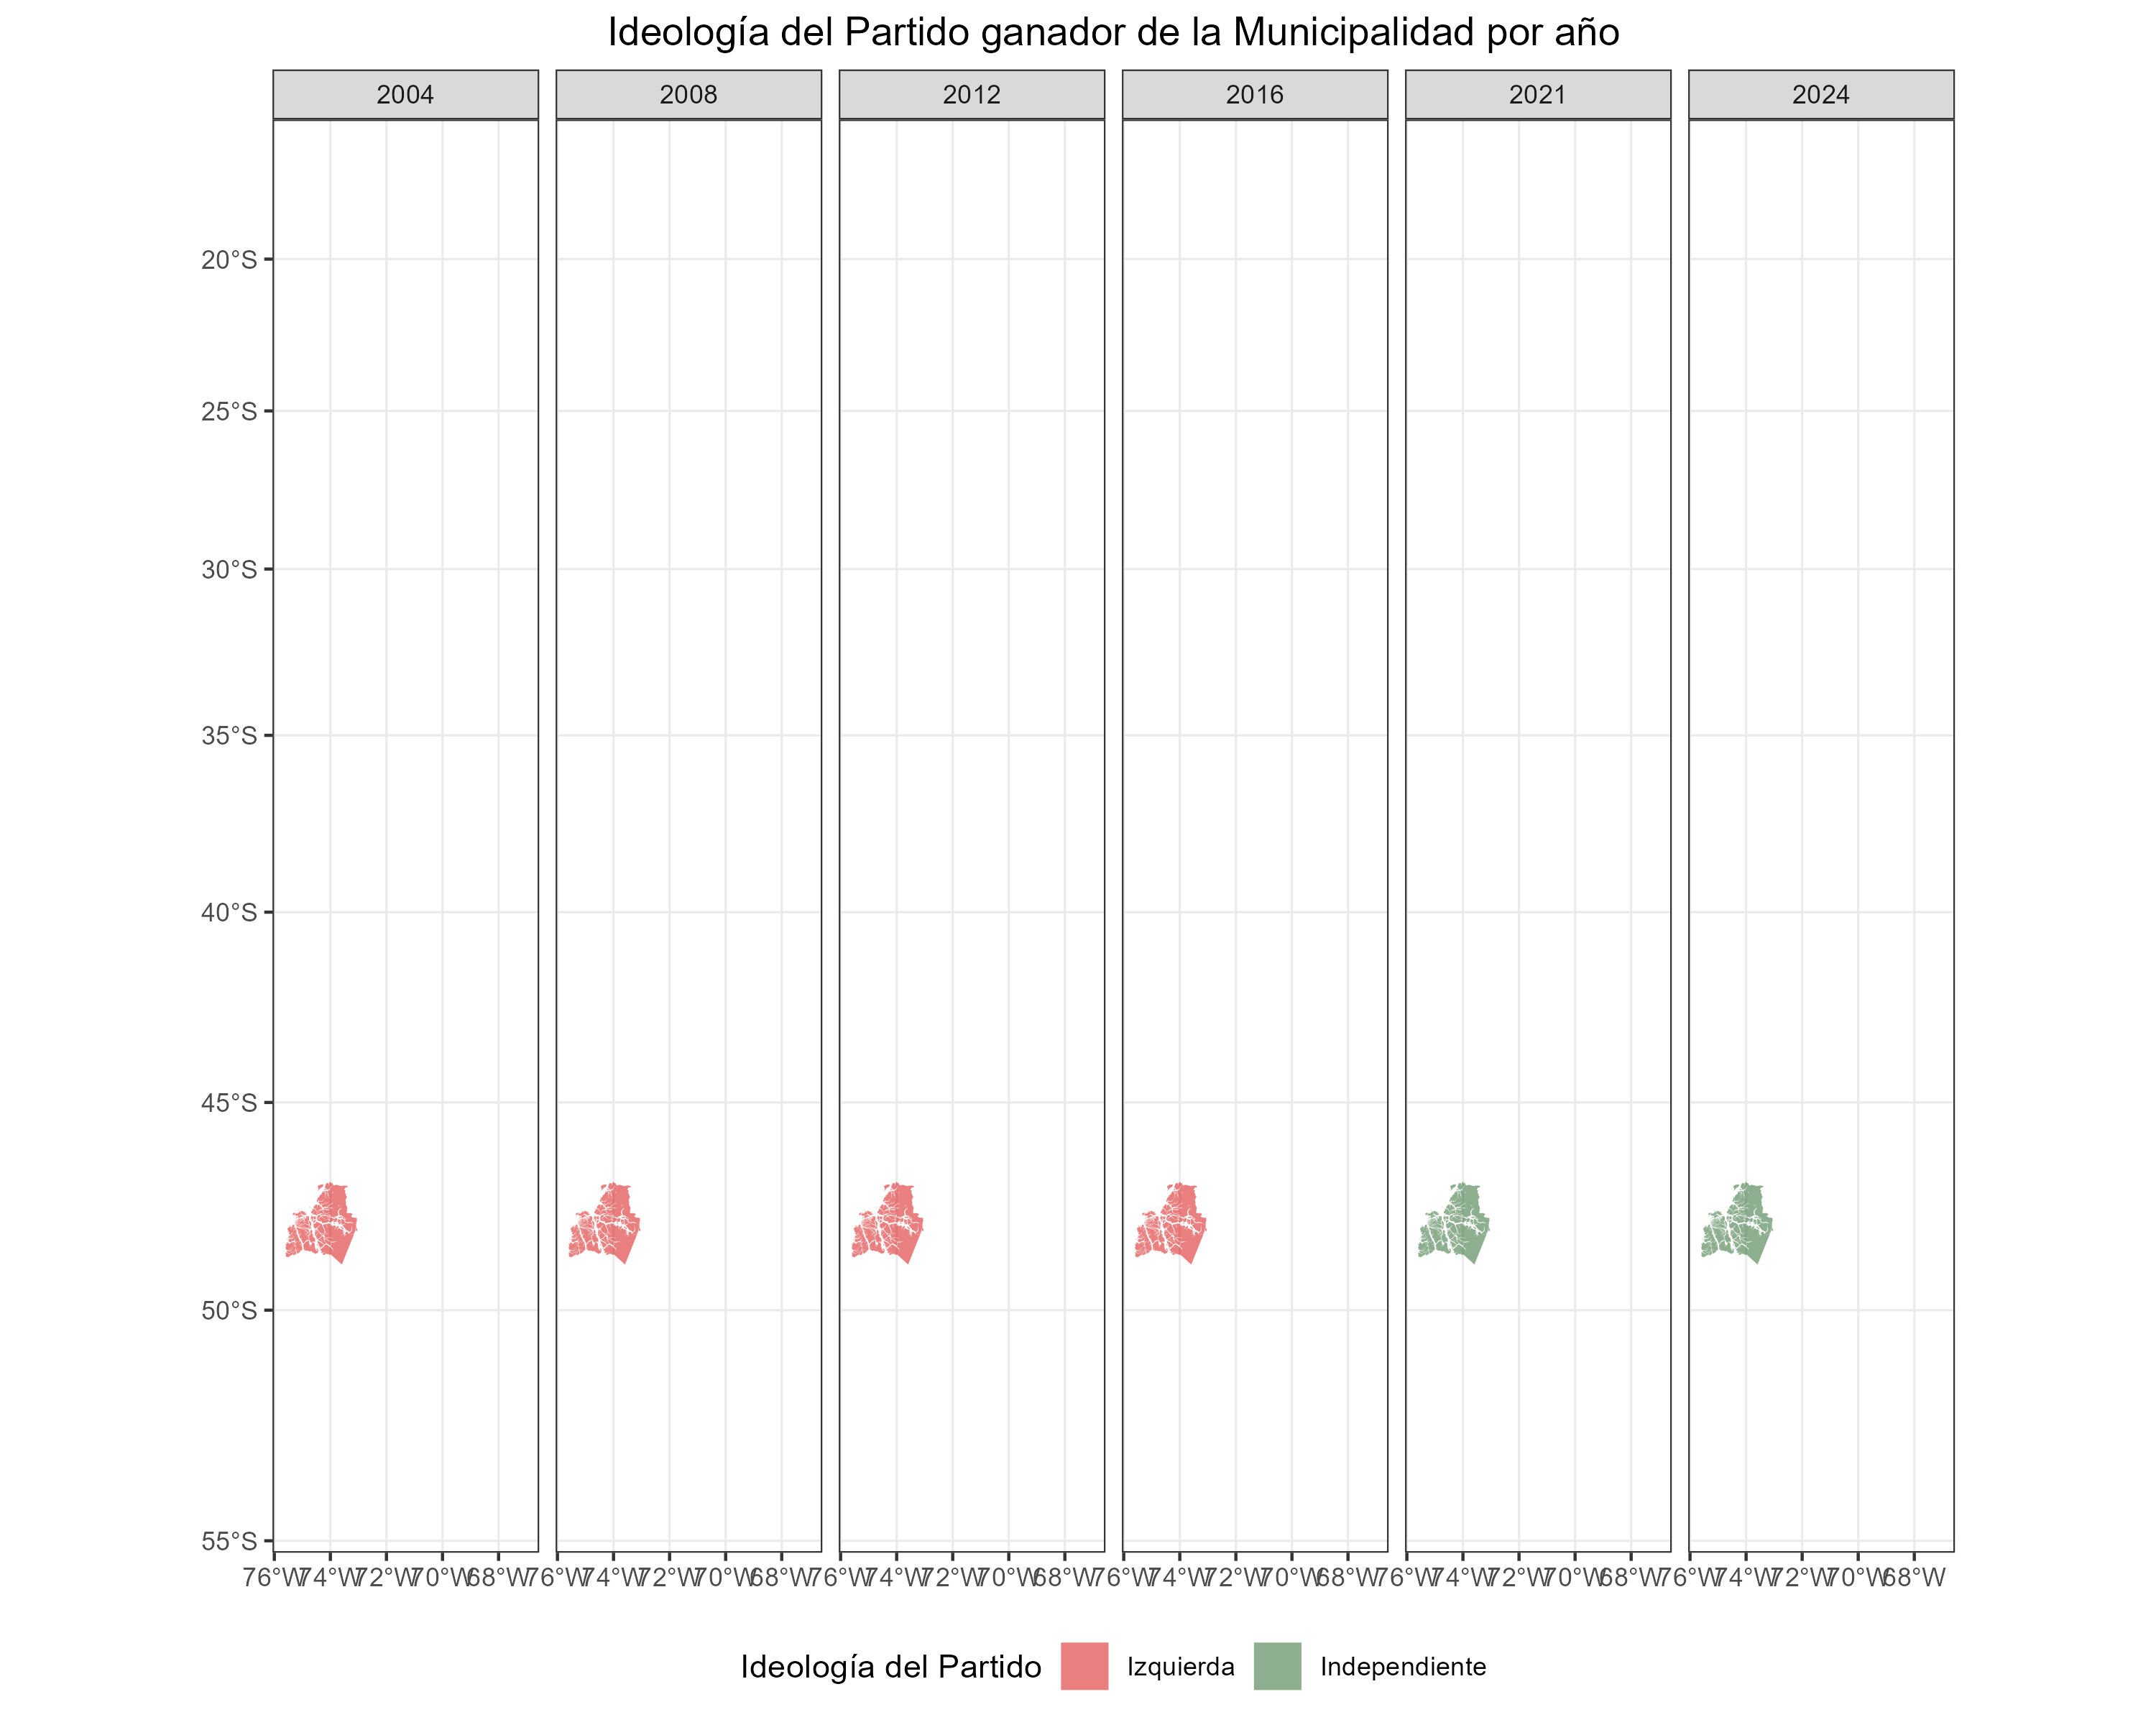 Ideología del Partido ganador de la Municipalidad por año
2004 2008 2012 2016 2021 2024
20°S
25°S
30°S
35°S
40°S
45°S
50°S
55°S
76°W 74°W 72°W 70°W 68°W 76°W 74°W 72°W 70°W 68°W 76°W 74°W 72°W 70°W 68°W 76°W 74°W 72°W 70°W 68°W 76°W 74°W 72°W 70°W 68°W 76°W 74°W 72°W 70°W 68°W
Ideología del Partido Izquierda Independiente